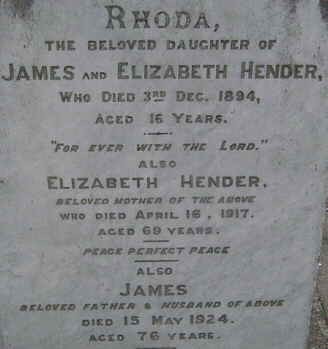 RHODA,
THE BELOVED DAUGHTER OF
JAMES AND ELIZABETH HENDER,
WHO DIED 3RD DEC. 1894,
AGED 16 YEARS.
"FOR EVER WITH THE LORD."
ALSO
ELIZABETH HENDER.
BELOVED MOTHER OF THE ABOVE
WHO DIED APRIL 16, 1917.
AGED 69 YEARS.
PEACE PERFECT PEACE
ALSO
JAMES
BELOVED FATHER & HUSBAND OF ABOVE
DIED 15 MAY 1924.
AGED 76 YEARS.